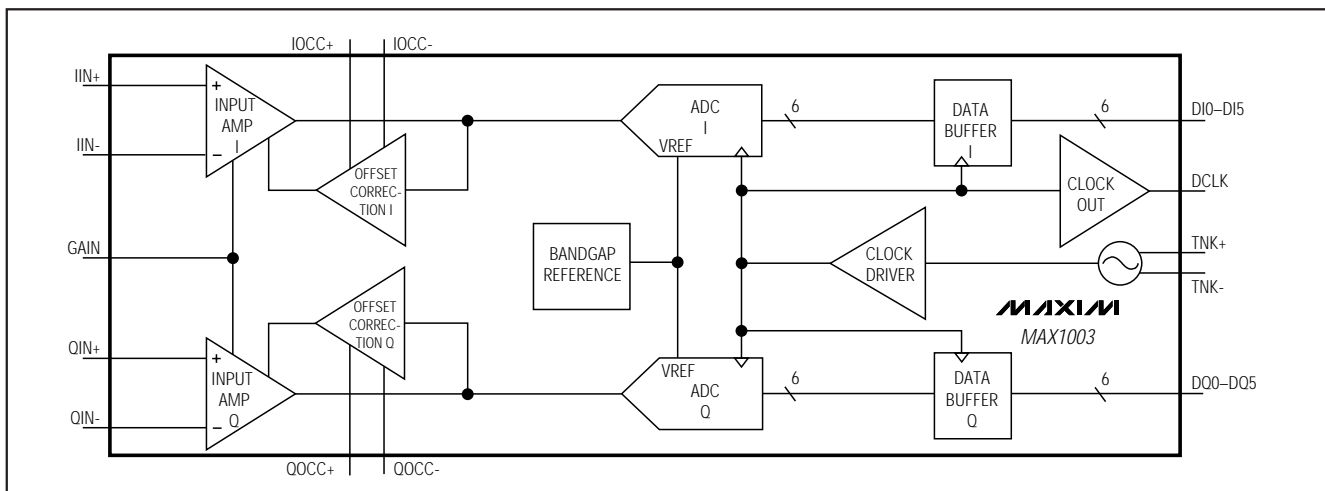 IOCC+ IOCC-
IIN+
+
INPUT
AMP
I
IIN-
−
OFFSET
CORREC-
TION I
ADC
I
VREF
6
DATA
BUFFER
I
6
DI0–DI5
CLOCK
OUT
DCLK
GAIN
BANDGAP
REFERENCE
CLOCK
DRIVER
TNK+
TNK-
MAXIM
MAX1003
OFFSET
CORREC-
TION Q
QIN+
+
INPUT
AMP
Q
QIN-
−
VREF
ADC
Q
6
DATA
BUFFER
Q
6
DQ0–DQ5
QOCC+ QOCC-